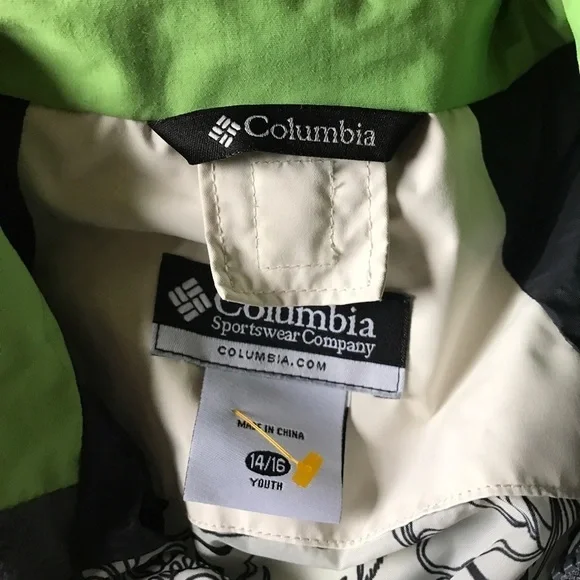 Columbia
Columbia
Sportswear Company
COLUMBIA.COM
MADE IN CHINA
14/16
YOUTH